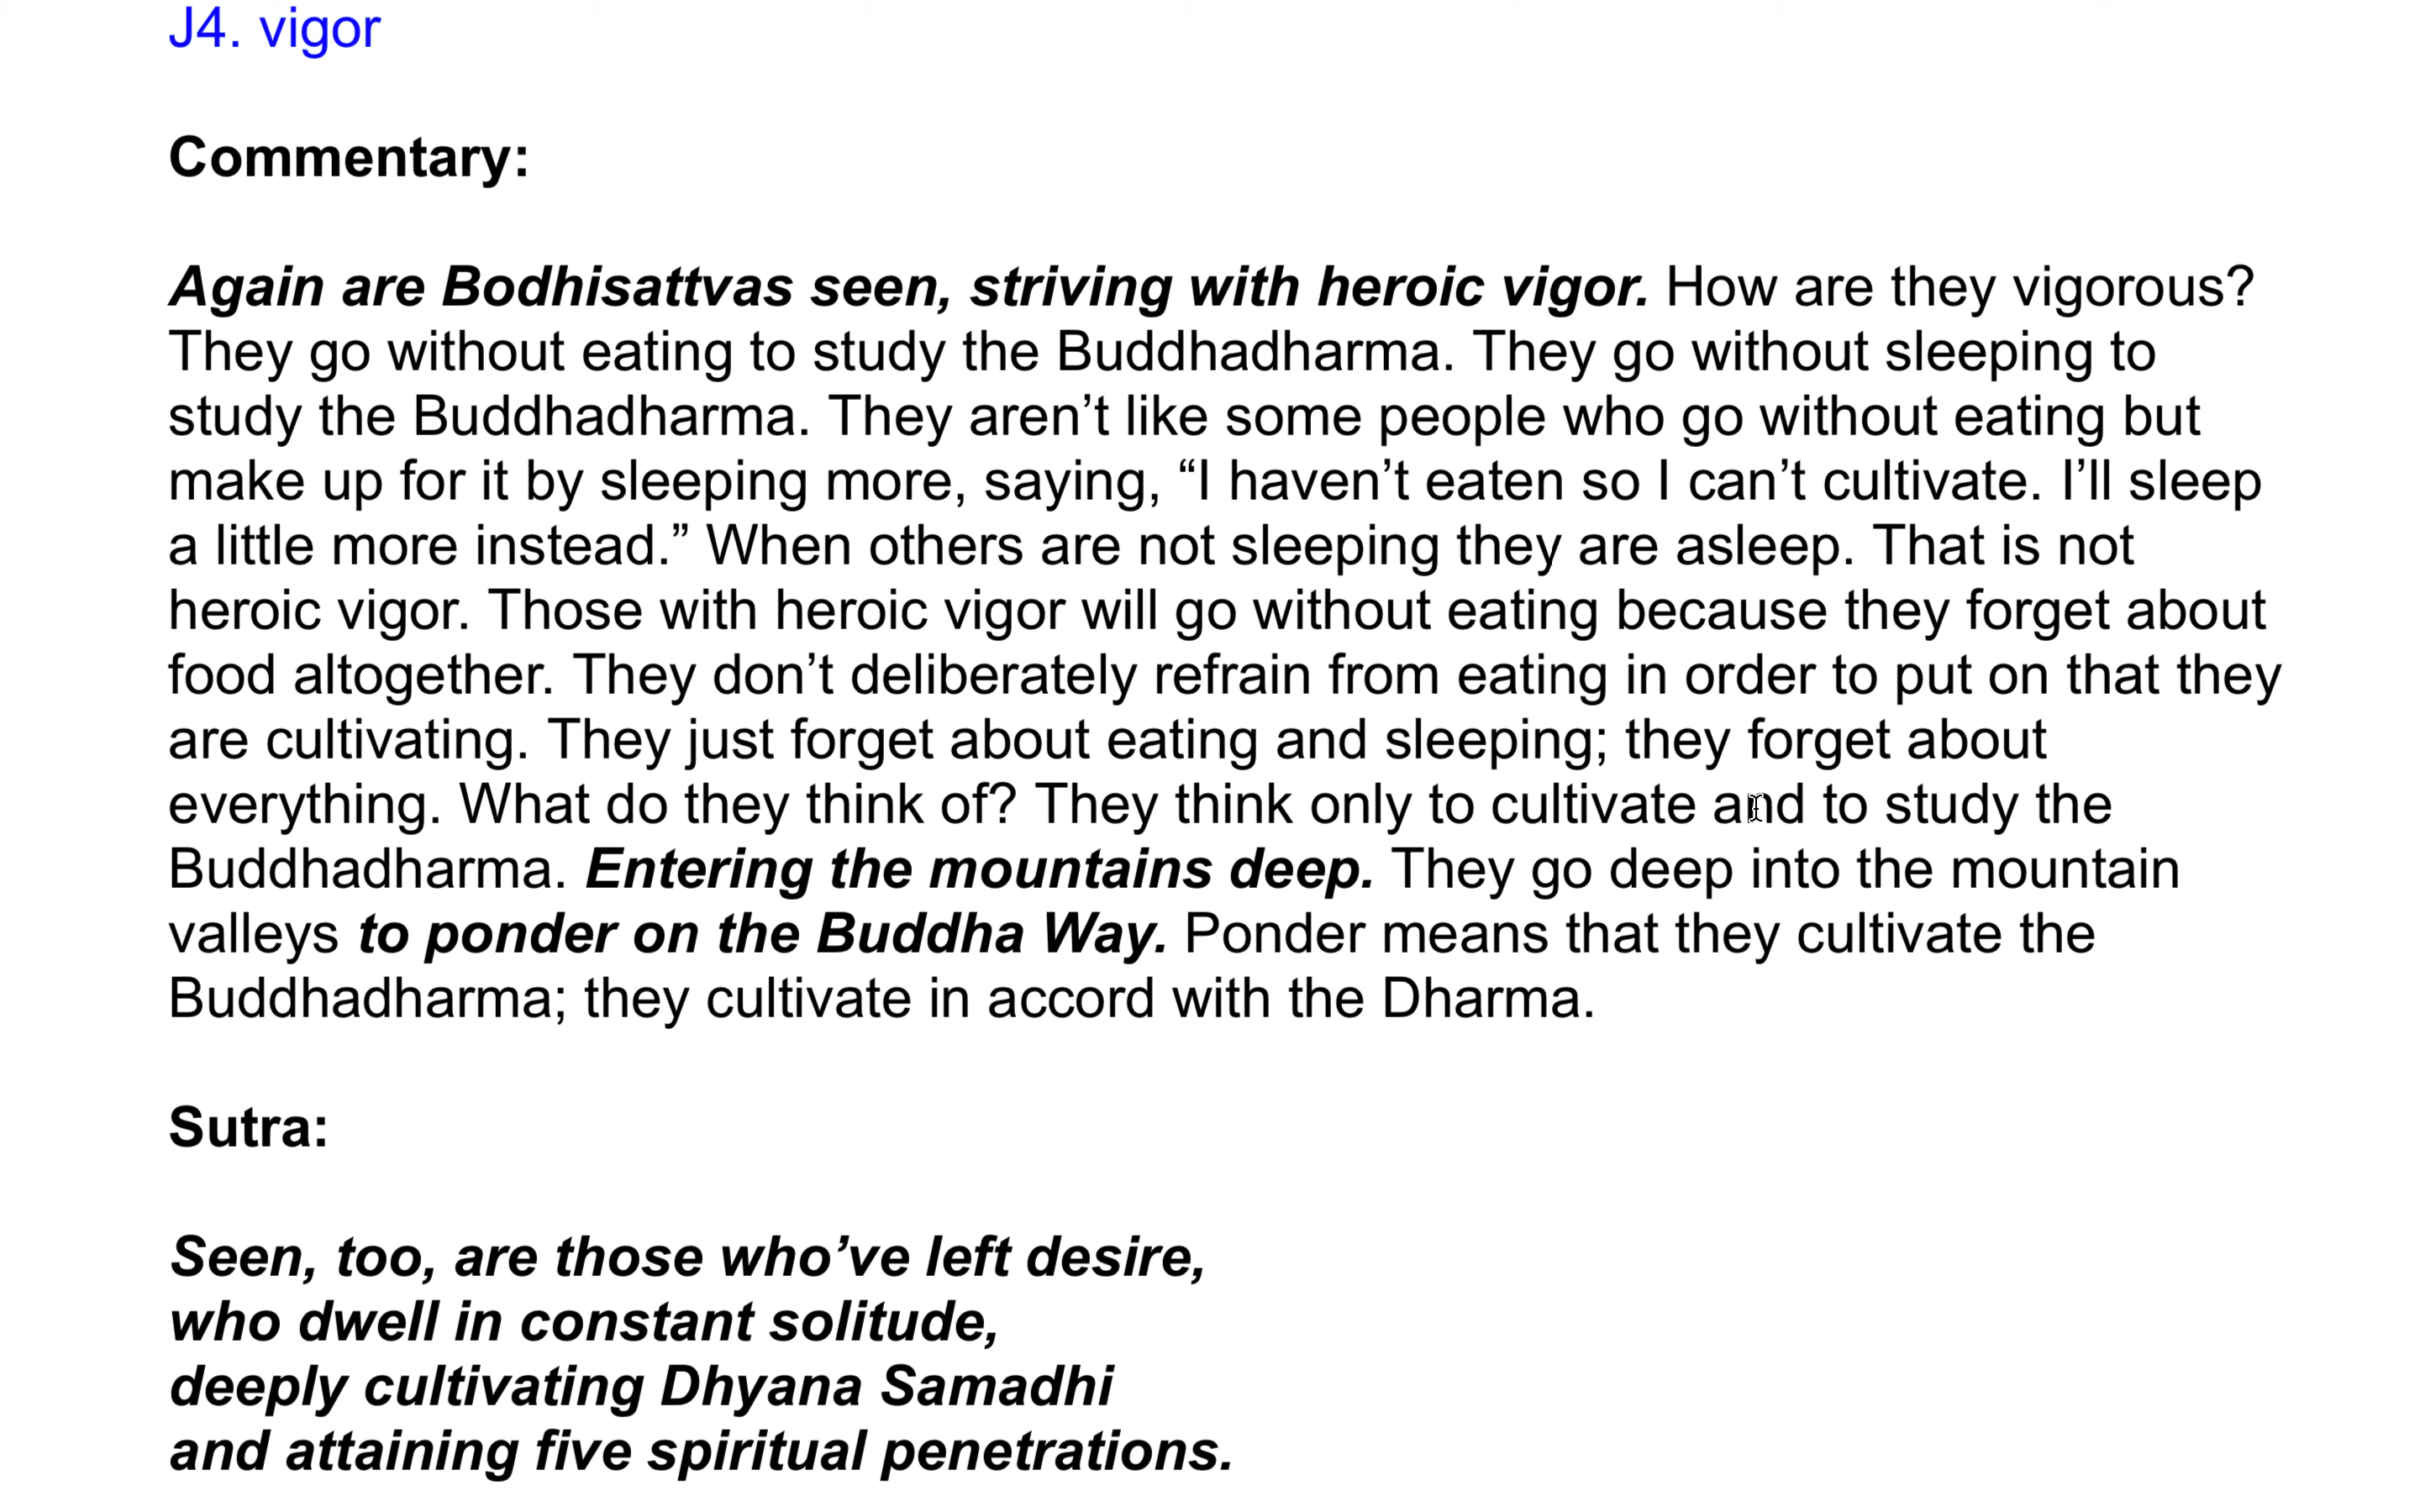 J4. vigor
Commentary:
Again are Bodhisattvas seen, striving with heroic vigor. How are they vigorous?
They go without eating to study the Buddhadharma. They go without sleeping to
study the Buddhadharma. They aren’t like some people who go without eating but
make up for it by sleeping more, saying, “I haven’t eaten so I can’t cultivate. I’ll sleep
a little more instead.” When others are not sleeping they are asleep. That is not
heroic vigor. Those with heroic vigor will go without eating because they forget about
food altogether. They don’t deliberately refrain from eating in order to put on that they
are cultivating. They just forget about eating and sleeping; they forget about
everything. What do they think of? They think only to cultivate and to study the
Buddhadharma. Entering the mountains deep. They go deep into the mountain
valleys to ponder on the Buddha Way. Ponder means that they cultivate the
Buddhadharma; they cultivate in accord with the Dharma.
Sutra:
Seen, too, are those who’ve left desire,
who dwell in constant solitude,
deeply cultivating Dhyana Samadhi
and attaining five spiritual penetrations.